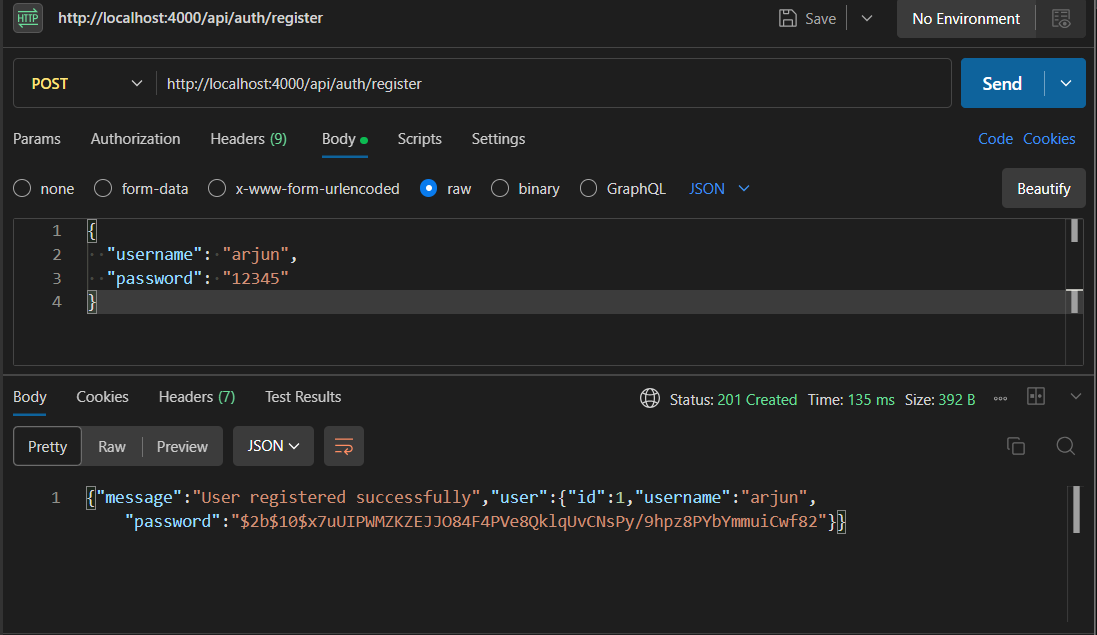 HTTP http://localhost:4000/api/auth/register Save No Environment
POST http://localhost:4000/api/auth/register Send
Params Authorization Headers (9) Body Scripts Settings Code Cookies
none form-data x-www-form-urlencoded raw binary GraphQL JSON Beautify
1 {
2 "username": "arjun",
3 "password": "12345"
4 }
Body Cookies Headers (7) Test Results Status: 201 Created Time: 135 ms Size: 392 B
Pretty Raw Preview JSON
1 {"message":"User registered successfully","user":{"id":1,"username":"arjun",
"password":"$2b$10$x7uUIPWMZKZEJJO84F4PVe8QklqUvCNsPy/9hpz8PYbYmmuiCwf82"}}